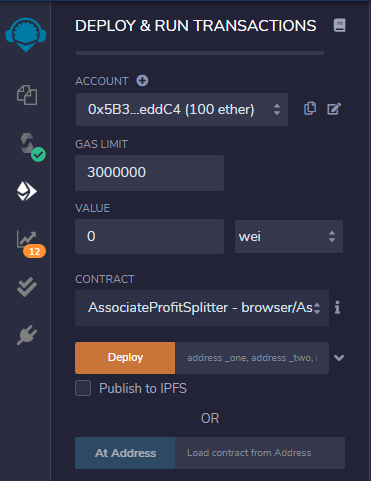 DEPLOY & RUN TRANSACTIONS
ACCOUNT
0x5B3...eddC4 (100 ether)
GAS LIMIT
3000000
VALUE
0 wei
12
CONTRACT
AssociateProfitSplitter - browser/As
Deploy address _one, address _two,
Publish to IPFS
OR
At Address Load contract from Address